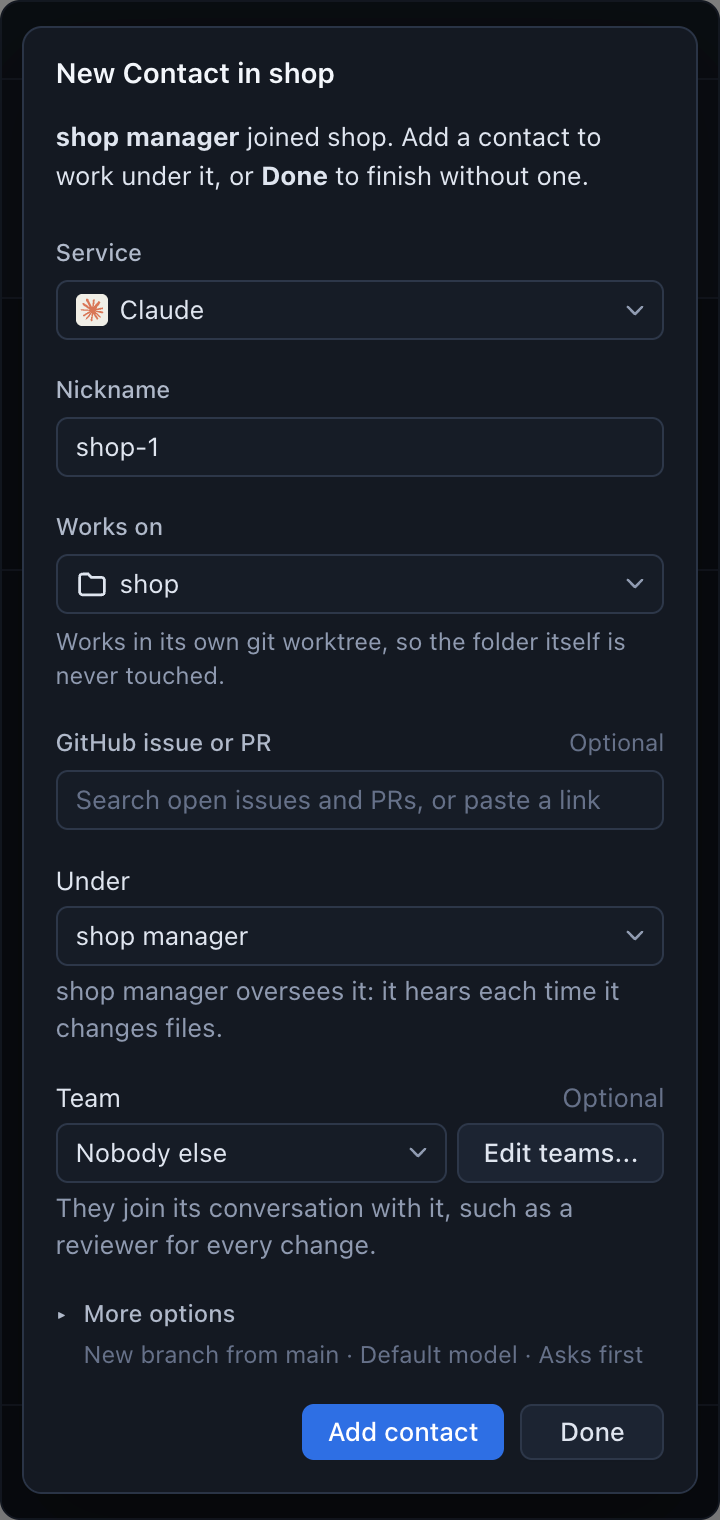 New Contact in shop
shop manager joined shop. Add a contact to
work under it, or Done to finish without one.
Service
Claude
Nickname
shop-1
Works on
shop
Works in its own git worktree, so the folder itself is
never touched.
GitHub issue or PR Optional
Search open issues and PRs, or paste a link
Under
shop manager
shop manager oversees it: it hears each time it
changes files.
Team Optional
Nobody else Edit teams...
They join its conversation with it, such as a
reviewer for every change.
More options
New branch from main · Default model · Asks first
Add contact Done